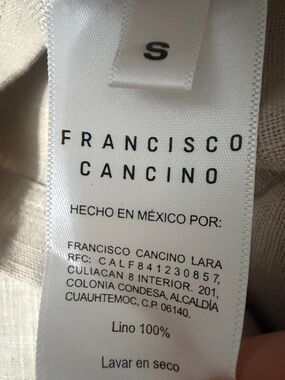 S
FRANCISCO
CANCINO
HECHO EN MÉXICO POR:
FRANCISCO CANCINO LARA
RFC: CALF841230857,
CULIACAN 8 INTERIOR. 201,
COLONIA CONDESA, ALCALDÍA
CUAUHTEMOC, C.P. 06140.
Lino 100%
Lavar en seco